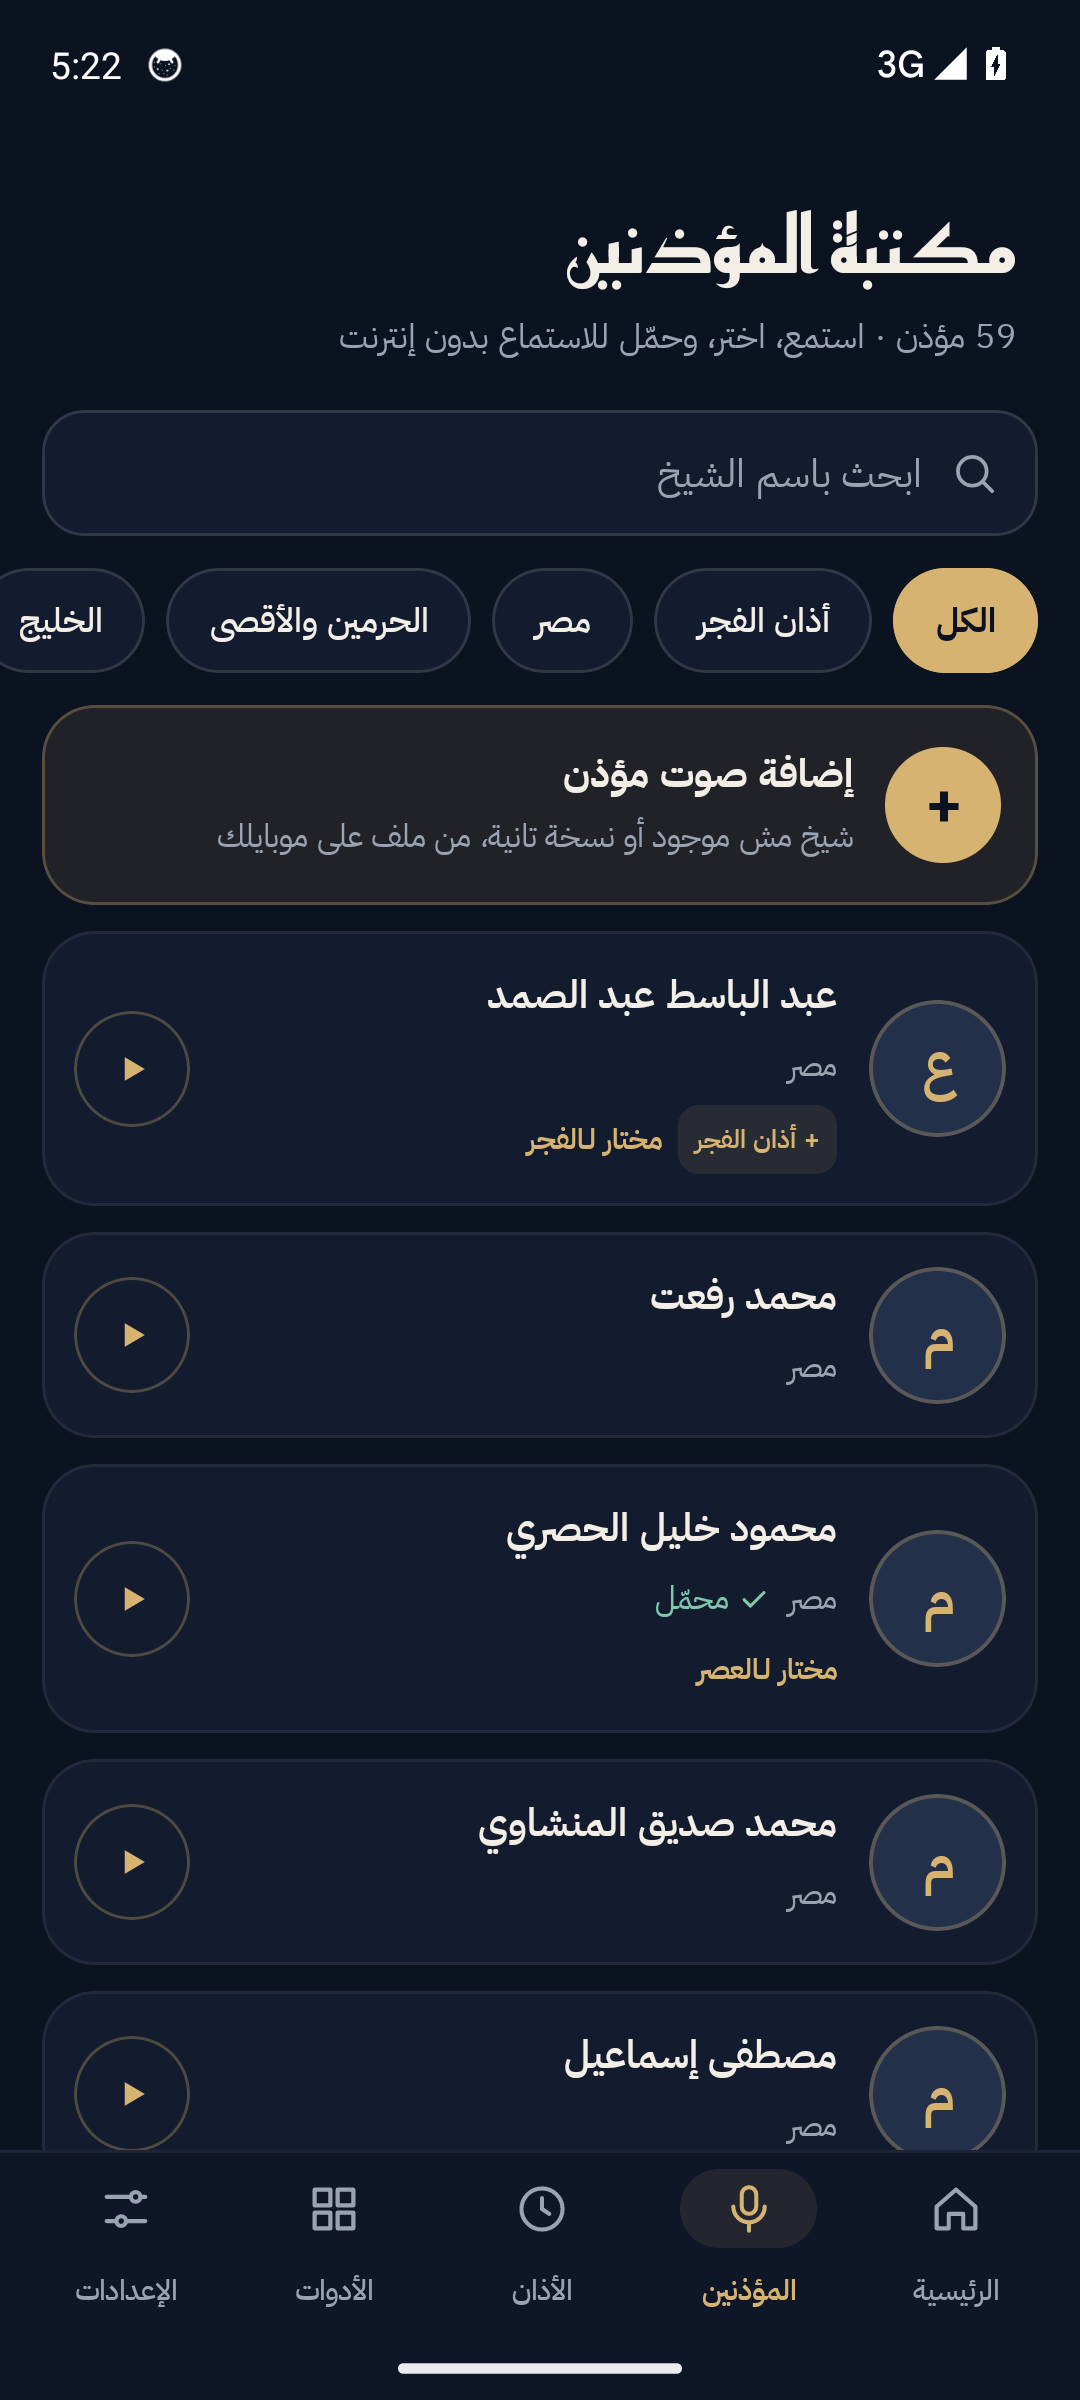 5:22
3G
مكتبة المؤذنين
59 مؤذن · استمع، اختر، وحمّل للاستماع بدون إنترنت
ابحث باسم الشيخ
الكل
أذان الفجر
مصر
الحرمين والأقصى
الخليج
+
إضافة صوت مؤذن
شيخ مش موجود أو نسخة تانية، من ملف على موبايلك
ع
عبد الباسط عبد الصمد
مصر
+ أذان الفجر مختار لـالفجر
م
محمد رفعت
مصر
م
محمود خليل الحصري
مصر ✓ محمّل
مختار لـالعصر
م
محمد صديق المنشاوي
مصر
م
مصطفى إسماعيل
مصر
الرئيسية
المؤذنين
الأذان
الأدوات
الإعدادات